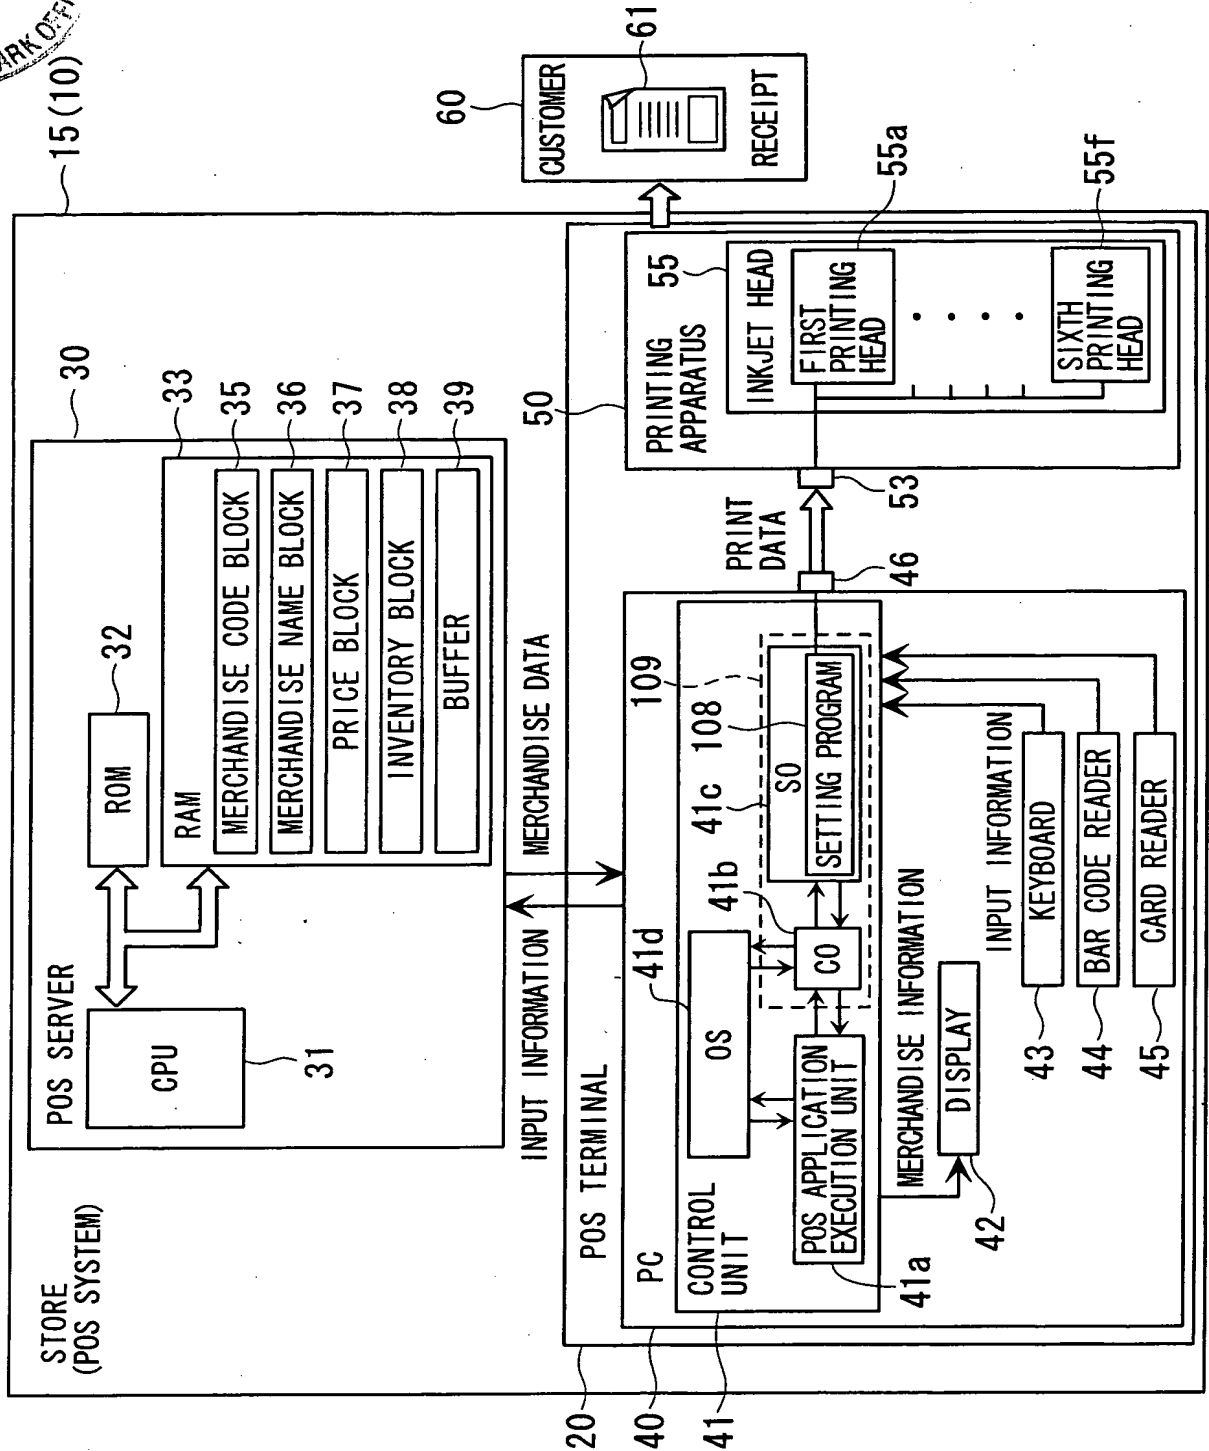 15(10)
STORE
(POS SYSTEM)
POS SERVER
30
CPU
31
ROM
32
RAM
33
MERCHANDISE CODE BLOCK
35
MERCHANDISE NAME BLOCK
36
PRICE BLOCK
37
INVENTORY BLOCK
38
BUFFER
39
INPUT INFORMATION
MERCHANDISE DATA
POS TERMINAL
20
PC
40
CONTROL
UNIT
41
OS
41d
POS APPLICATION
EXECUTION UNIT
41a
CO
41b
SO
41c
SETTING PROGRAM
108
109
MERCHANDISE INFORMATION
DISPLAY
42
INPUT INFORMATION
KEYBOARD
43
BAR CODE READER
44
CARD READER
45
46
PRINT
DATA
53
PRINTING
APPARATUS
50
INKJET HEAD
55
FIRST
PRINTING
HEAD
55a
SIXTH
PRINTING
HEAD
55f
CUSTOMER
60
61
RECEIPT